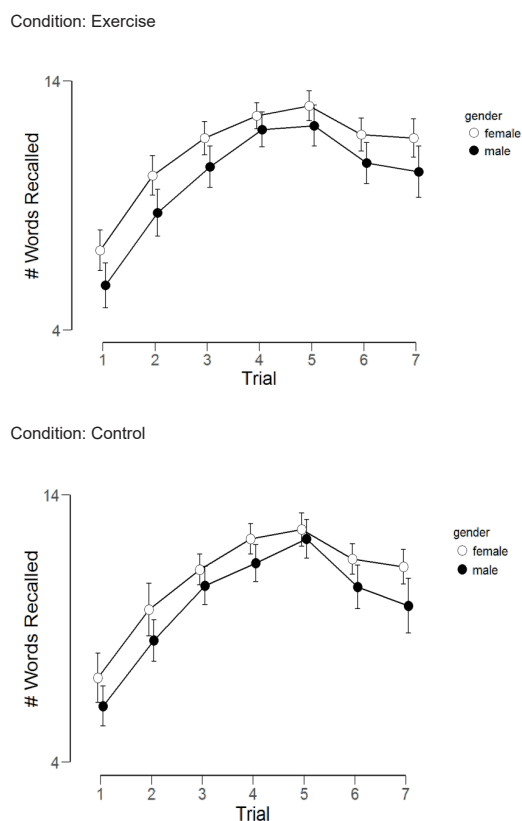 Condition: Exercise
14
# Words Recalled
4
1 2 3 4 5 6 7
Trial
gender
female
male
Condition: Control
14
# Words Recalled
4
1 2 3 4 5 6 7
Trial
gender
female
male